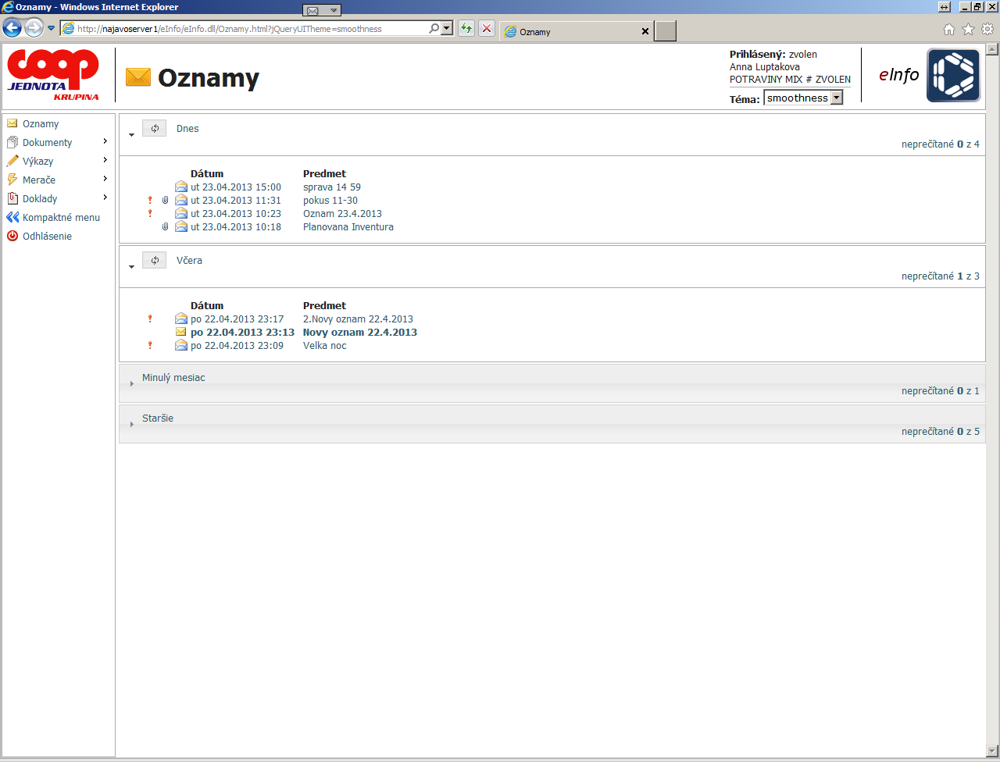 Oznamy - Windows Internet Explorer
http://najavoserver1/eInfo/eInfo.dll/Oznamy.html?jQueryUITheme=smoothness
Oznamy
coop
JEDNOTA
KRUPINA
Oznamy
Prihlásený: zvolen
Anna Luptakova
POTRAVINY MIX # ZVOLEN
Téma: smoothness
eInfo
Oznamy
Dokumenty
Výkazy
Merače
Doklady
Kompaktné menu
Odhlásenie
Dnes
neprečítané 0 z 4
Dátum Predmet
ut 23.04.2013 15:00 sprava 14 59
ut 23.04.2013 11:31 pokus 11-30
ut 23.04.2013 10:23 Oznam 23.4.2013
ut 23.04.2013 10:18 Planovana Inventura
Včera
neprečítané 1 z 3
Dátum Predmet
po 22.04.2013 23:17 2.Novy oznam 22.4.2013
po 22.04.2013 23:13 Novy oznam 22.4.2013
po 22.04.2013 23:09 Velka noc
Minulý mesiac
neprečítané 0 z 1
Staršie
neprečítané 0 z 5